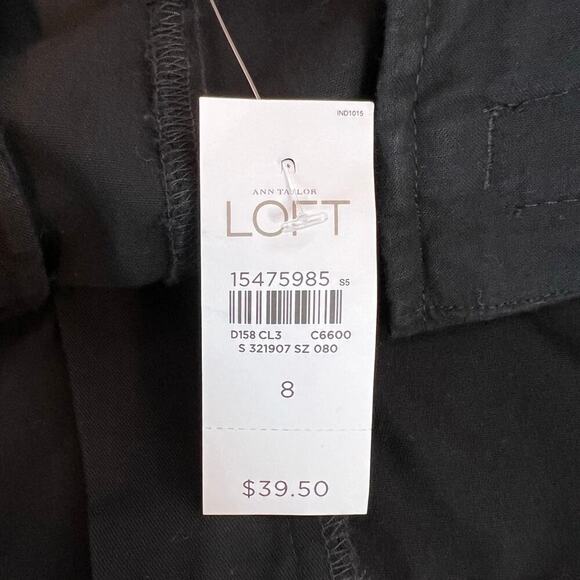 IND1015
ANN TAYLOR
LOFT
15475985 S5
D158 CL3 C6600
S 321907 SZ 080
8
$39.50